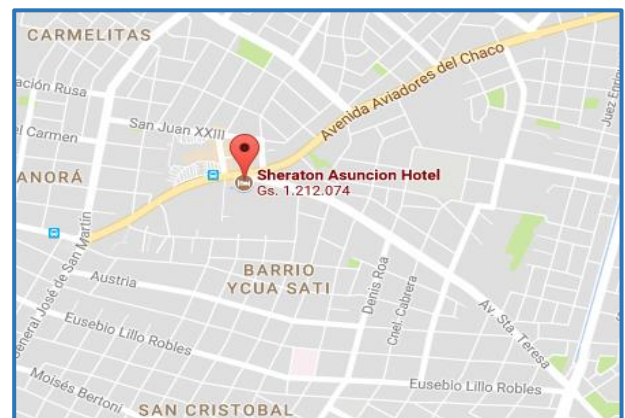 CARMELITAS
ación Rusa
Avenida Aviadores del Chaco
Juez Enriq
el Carmen
San Juan XXIII
Sheraton Asuncion Hotel
Gs. 1.212.074
ANORÁ
General José de San Martín
Austria
BARRIO
YCUA SATI
Denis Roa
Cnel. Cabrera
Av. Sta. Teresa
Eusebio Lillo Robles
Moisés Bertoni
Eusebio Lillo Robles
SAN CRISTOBAL